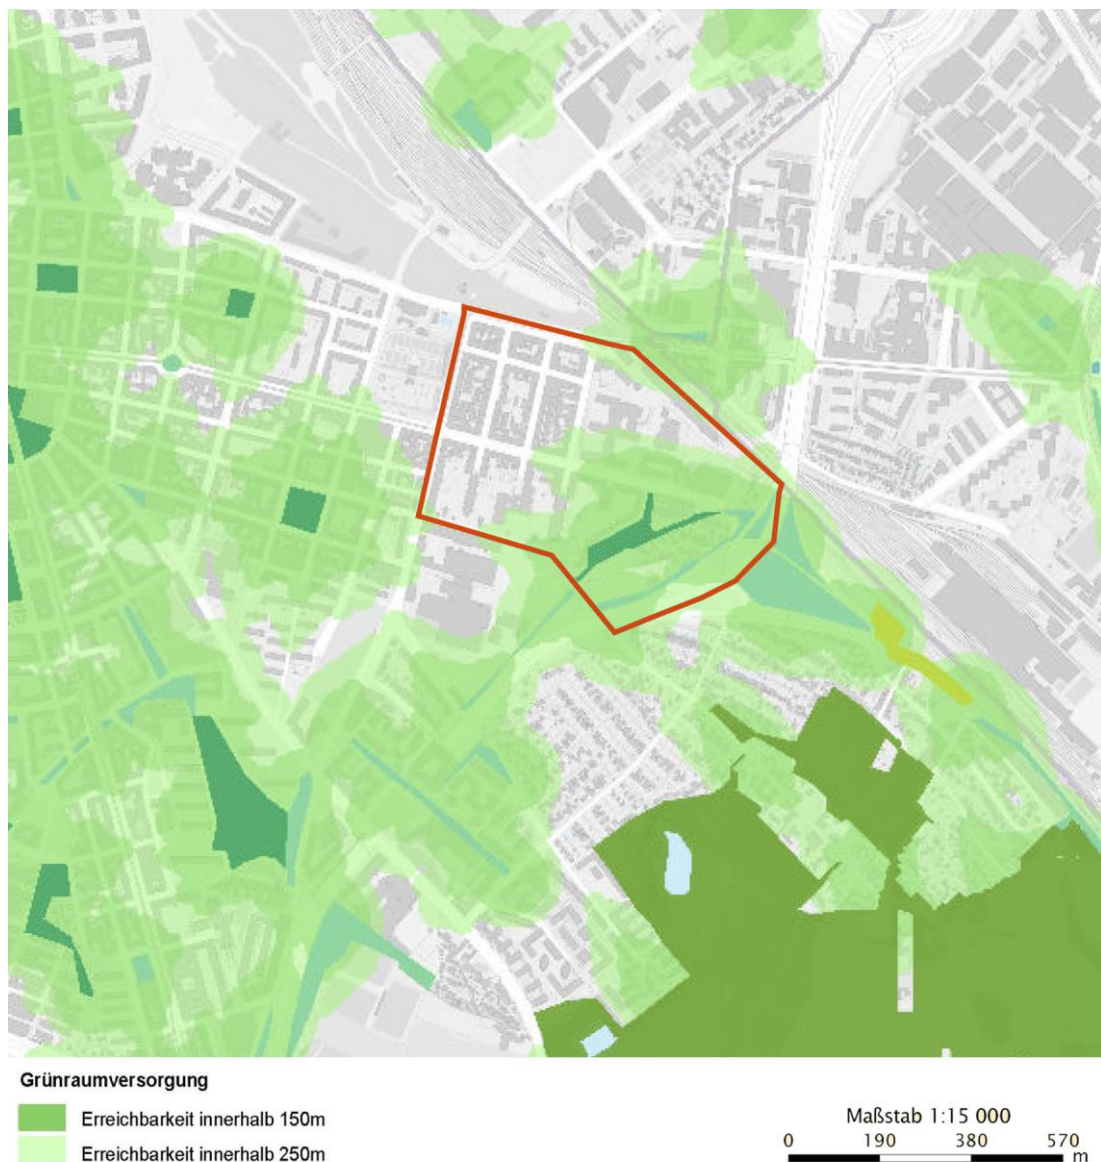 Grünraumversorgung
Erreichbarkeit innerhalb 150m
Erreichbarkeit innerhalb 250m
Maßstab 1:15 000
0 190 380 570
m